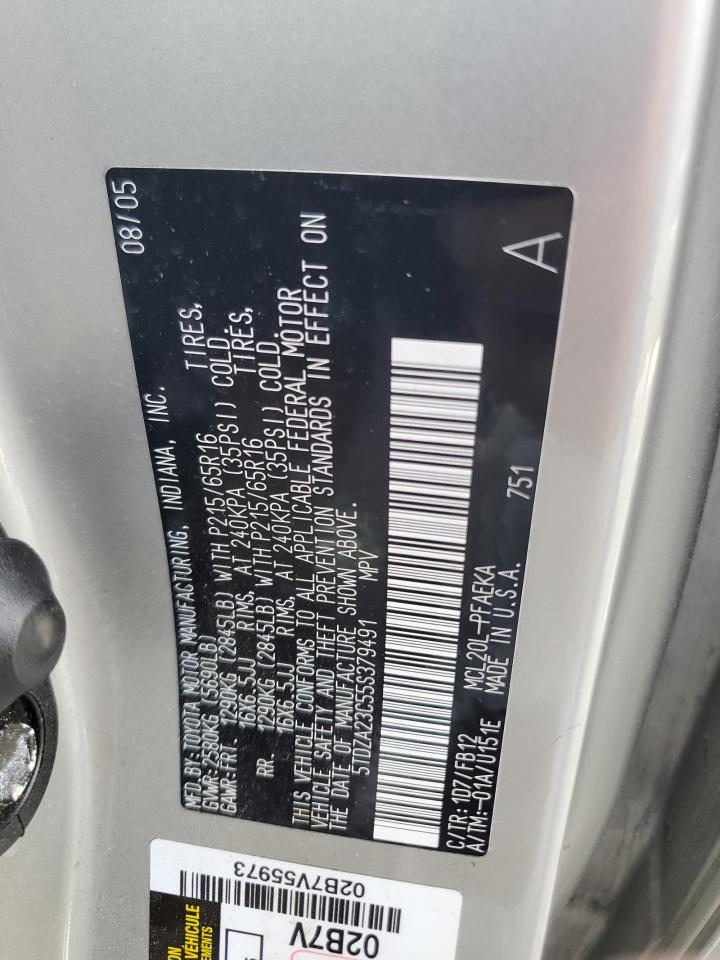 MFD. BY: TOYOTA MOTOR MANUFACTURING, INDIANA, INC. 08/05
GVWR: 2580KG (5690LB)
GAWR: FRT. 1290KG (2845LB) WITH P215/65R16 TIRES,
16X6.5JJ RIMS, AT 240KPA (35PSI) COLD.
RR. 1290KG (2845LB) WITH P215/65R16 TIRES,
16X6.5JJ RIMS, AT 240KPA (35PSI) COLD.
THIS VEHICLE CONFORMS TO ALL APPLICABLE FEDERAL MOTOR
VEHICLE SAFETY AND THEFT PREVENTION STANDARDS IN EFFECT ON
THE DATE OF MANUFACTURE SHOWN ABOVE.
5TDZA23C55S379491 MPV
C/TR: 1D7/FB12 MCL20L-PFAEKA 751 A
A/TM: -01A/U151E MADE IN U.S.A.
02B7V55973
02B7V
VÉHICULE